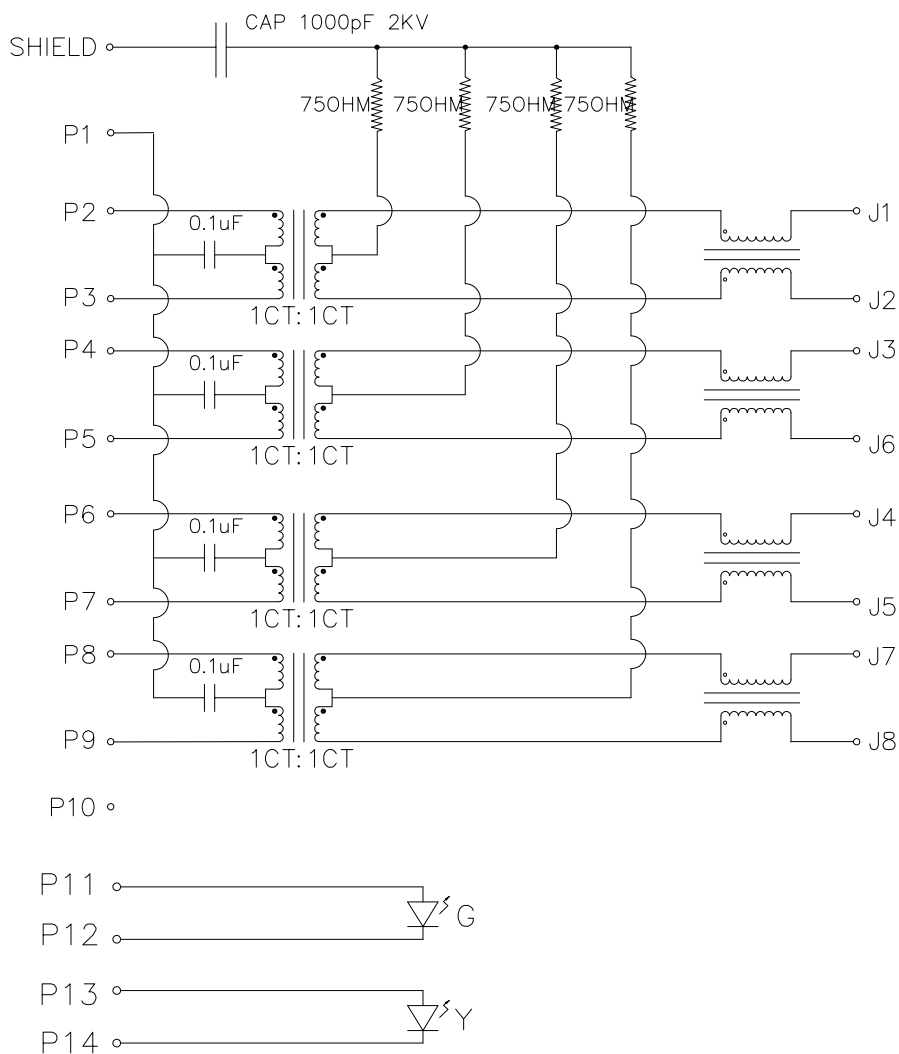 CAP 1000pF 2KV
SHIELD
75OHM 75OHM 75OHM 75OHM
P1
P2
0.1uF
J1
P3
J2
1CT:1CT
P4
0.1uF
J3
P5
J6
1CT:1CT
P6
0.1uF
J4
P7
J5
1CT:1CT
P8
0.1uF
J7
P9
J8
1CT:1CT
P10
P11
G
P12
P13
Y
P14